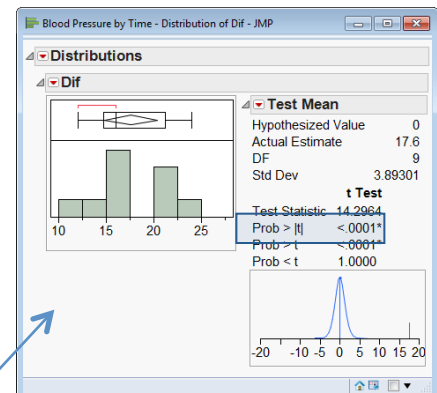 Blood Pressure by Time - Distribution of Dif - JMP
Distributions
Dif
10 15 20 25
Test Mean
Hypothesized Value 0
Actual Estimate 17.6
DF 9
Std Dev 3.89301
t Test
Test Statistic 14.2964
Prob > |t| <.0001*
Prob > t <.0001*
Prob < t 1.0000
-20 -10 -5 0 5 10 15 20